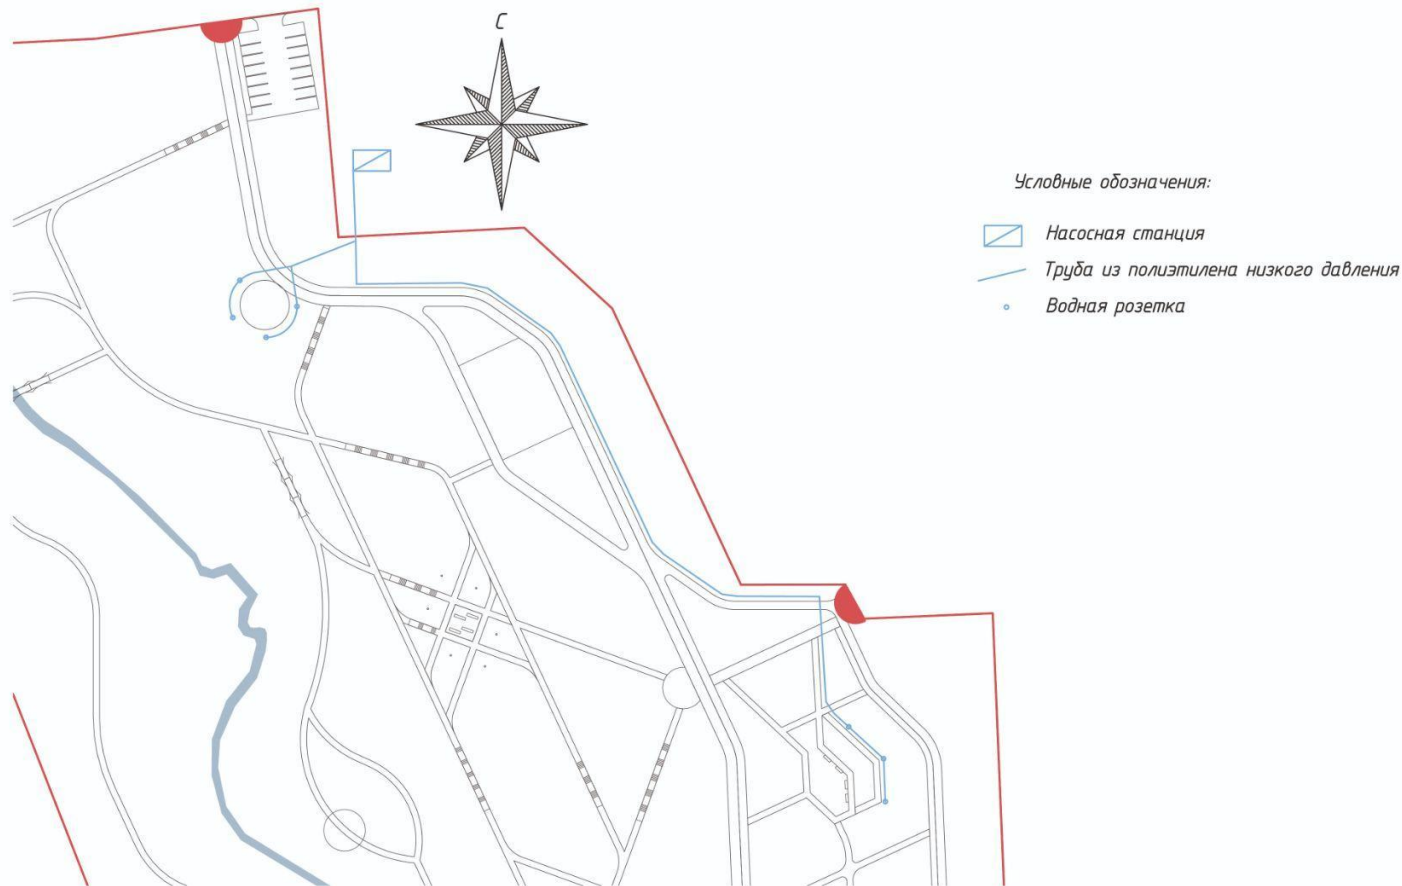 С
Условные обозначения:
Насосная станция
Труба из полиэтилена низкого давления
Водная розетка